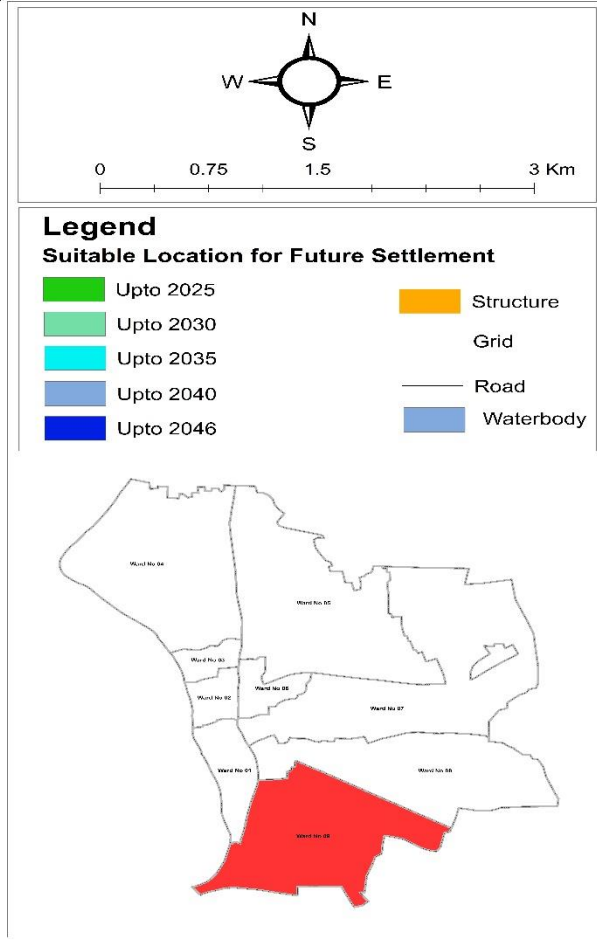 N
W E
S
0 0.75 1.5 3 Km
Legend
Suitable Location for Future Settlement
Upto 2025
Upto 2030
Upto 2035
Upto 2040
Upto 2046
Structure
Grid
Road
Waterbody
Ward No 04
Ward No 05
Ward No 03
Ward No 06
Ward No 02
Ward No 07
Ward No 01
Ward No 08
Ward No